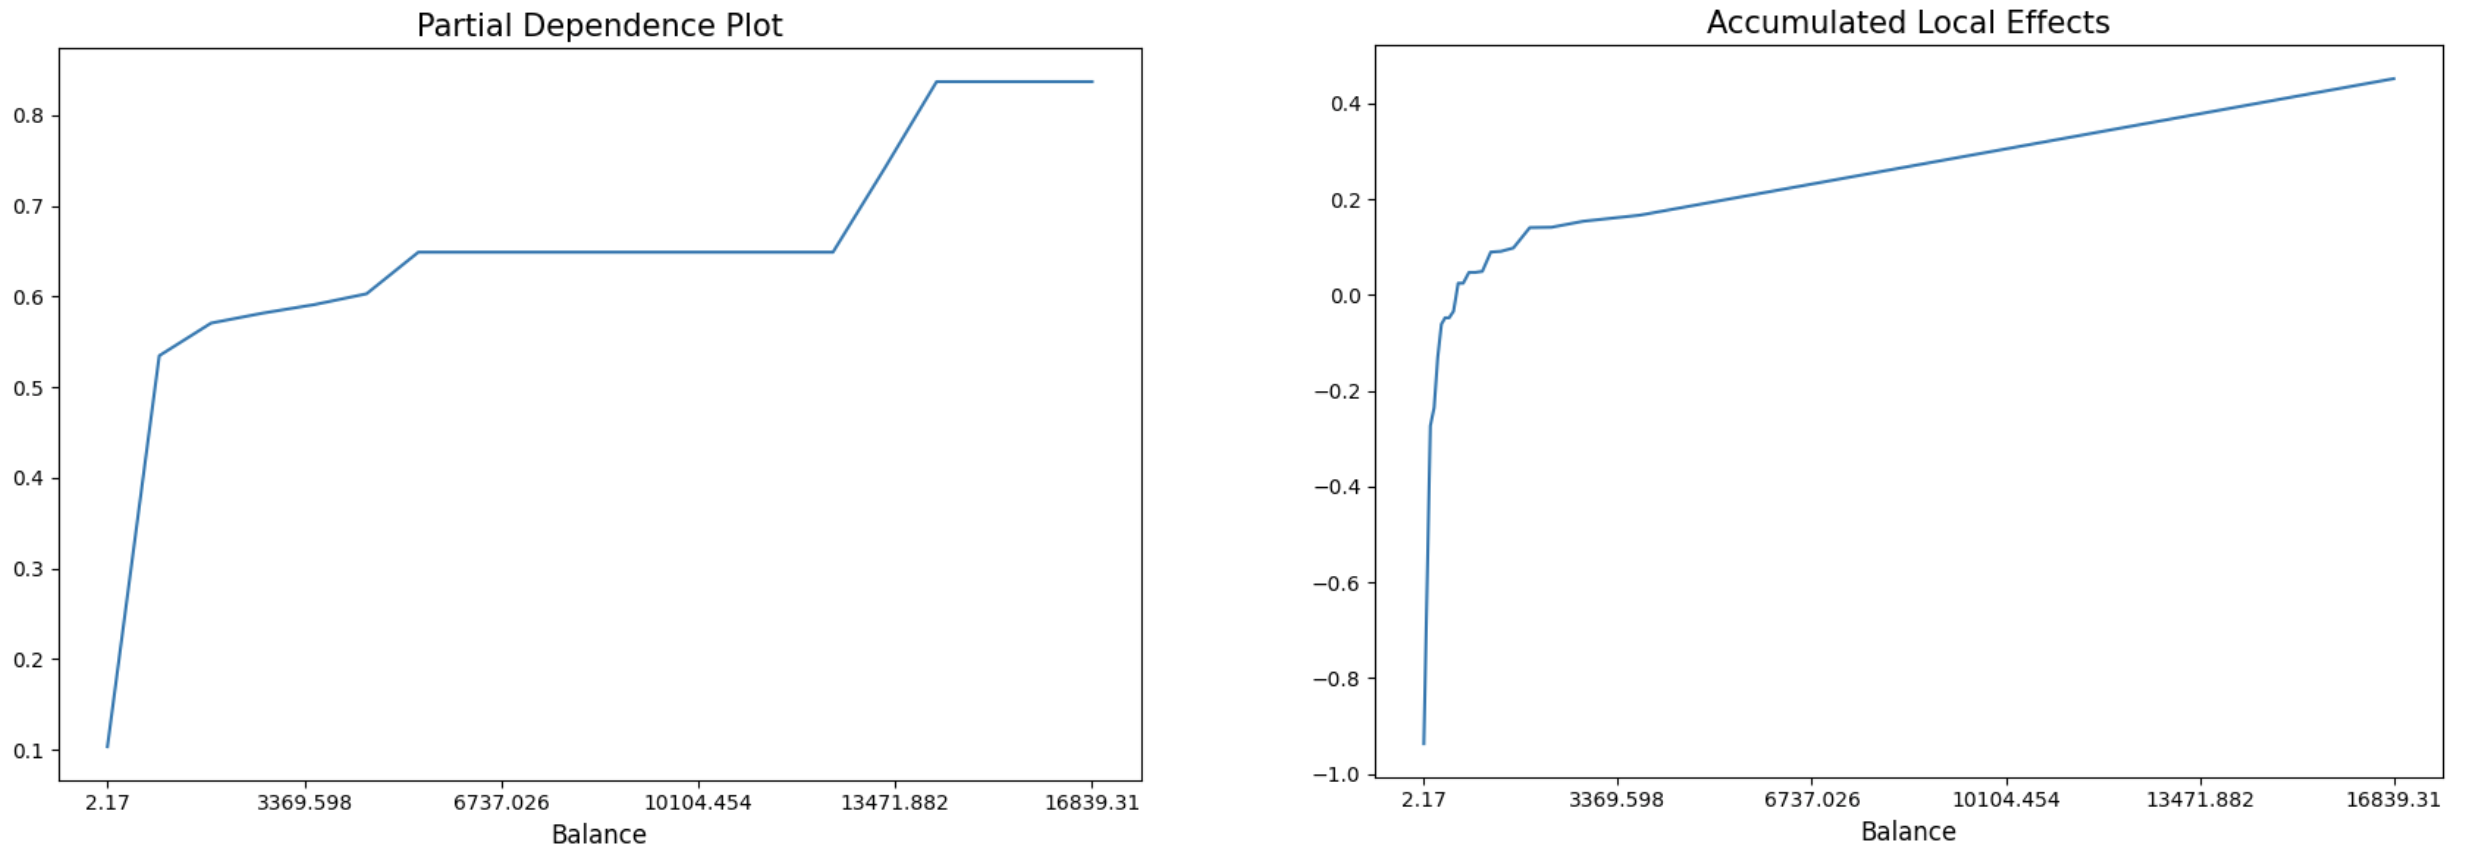 Partial Dependence Plot
0.8
0.7
0.6
0.5
0.4
0.3
0.2
0.1
2.17 3369.598 6737.026 10104.454 13471.882 16839.31
Balance
Accumulated Local Effects
0.4
0.2
0.0
−0.2
−0.4
−0.6
−0.8
−1.0
2.17 3369.598 6737.026 10104.454 13471.882 16839.31
Balance